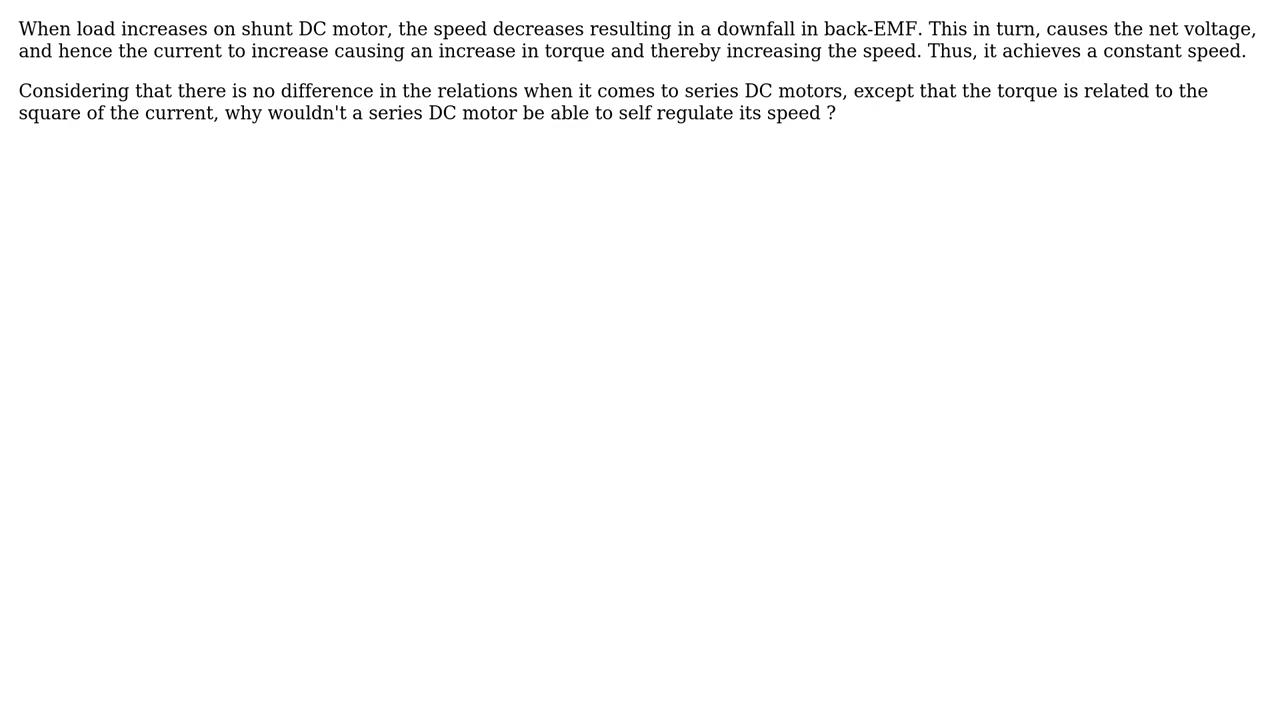 When load increases on shunt DC motor, the speed decreases resulting in a downfall in back-EMF. This in turn, causes the net voltage,
and hence the current to increase causing an increase in torque and thereby increasing the speed. Thus, it achieves a constant speed.
Considering that there is no difference in the relations when it comes to series DC motors, except that the torque is related to the
square of the current, why wouldn't a series DC motor be able to self regulate its speed ?